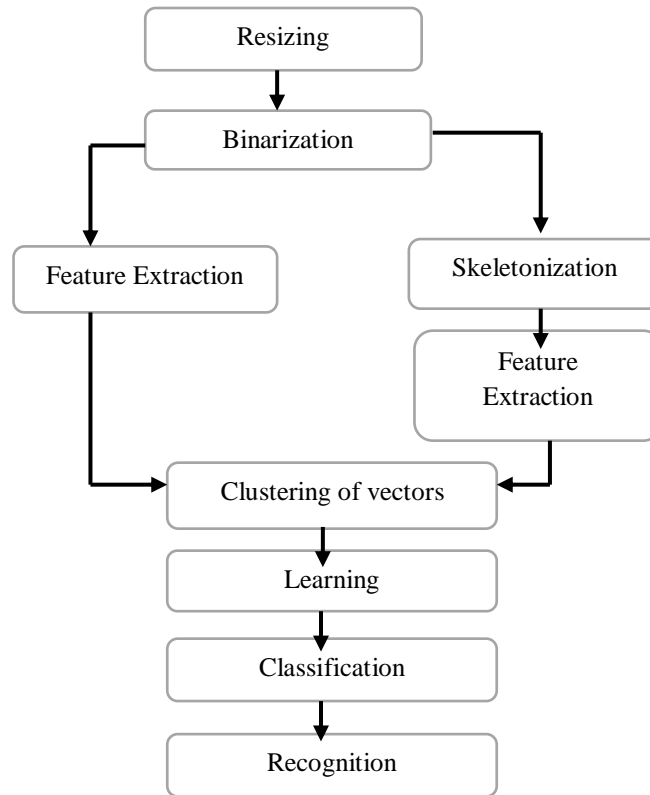 Resizing
Binarization
Feature Extraction
Skeletonization
Feature
Extraction
Clustering of vectors
Learning
Classification
Recognition